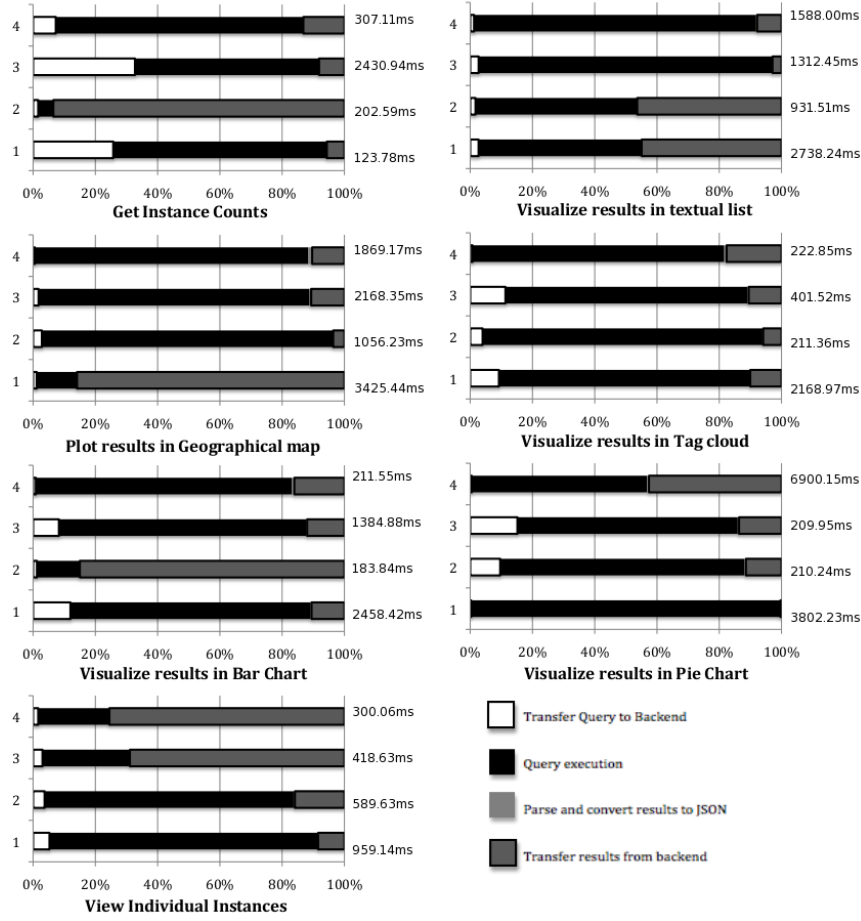 4 307.11ms
3 2430.94ms
2 202.59ms
1 123.78ms
0% 20% 40% 60% 80% 100%
Get Instance Counts
4 1588.00ms
3 1312.45ms
2 931.51ms
1 2738.24ms
0% 20% 40% 60% 80% 100%
Visualize results in textual list
4 1869.17ms
3 2168.35ms
2 1056.23ms
1 3425.44ms
0% 20% 40% 60% 80% 100%
Plot results in Geographical map
4 222.85ms
3 401.52ms
2 211.36ms
1 2168.97ms
0% 20% 40% 60% 80% 100%
Visualize results in Tag cloud
4 211.55ms
3 1384.88ms
2 183.84ms
1 2458.42ms
0% 20% 40% 60% 80% 100%
Visualize results in Bar Chart
4 6900.15ms
3 209.95ms
2 210.24ms
1 3802.23ms
0% 20% 40% 60% 80% 100%
Visualize results in Pie Chart
4 300.06ms
3 418.63ms
2 589.63ms
1 959.14ms
0% 20% 40% 60% 80% 100%
View Individual Instances
Transfer Query to Backend
Query execution
Parse and convert results to JSON
Transfer results from backend